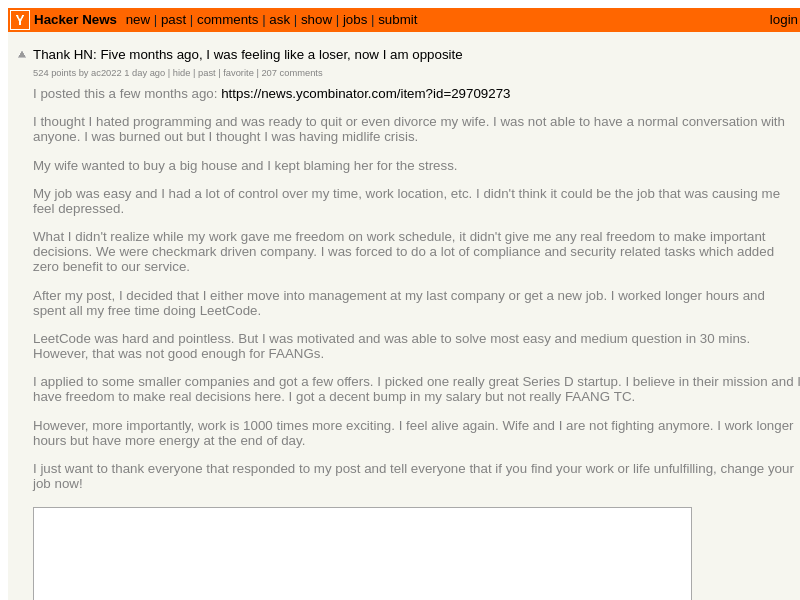 Y Hacker News new | past | comments | ask | show | jobs | submit login
Thank HN: Five months ago, I was feeling like a loser, now I am opposite
524 points by ac2022 1 day ago | hide | past | favorite | 207 comments
I posted this a few months ago: https://news.ycombinator.com/item?id=29709273
I thought I hated programming and was ready to quit or even divorce my wife. I was not able to have a normal conversation with
anyone. I was burned out but I thought I was having midlife crisis.
My wife wanted to buy a big house and I kept blaming her for the stress.
My job was easy and I had a lot of control over my time, work location, etc. I didn't think it could be the job that was causing me
feel depressed.
What I didn't realize while my work gave me freedom on work schedule, it didn't give me any real freedom to make important
decisions. We were checkmark driven company. I was forced to do a lot of compliance and security related tasks which added
zero benefit to our service.
After my post, I decided that I either move into management at my last company or get a new job. I worked longer hours and
spent all my free time doing LeetCode.
LeetCode was hard and pointless. But I was motivated and was able to solve most easy and medium question in 30 mins.
However, that was not good enough for FAANGs.
I applied to some smaller companies and got a few offers. I picked one really great Series D startup. I believe in their mission and I
have freedom to make real decisions here. I got a decent bump in my salary but not really FAANG TC.
However, more importantly, work is 1000 times more exciting. I feel alive again. Wife and I are not fighting anymore. I work longer
hours but have more energy at the end of day.
I just want to thank everyone that responded to my post and tell everyone that if you find your work or life unfulfilling, change your
job now!